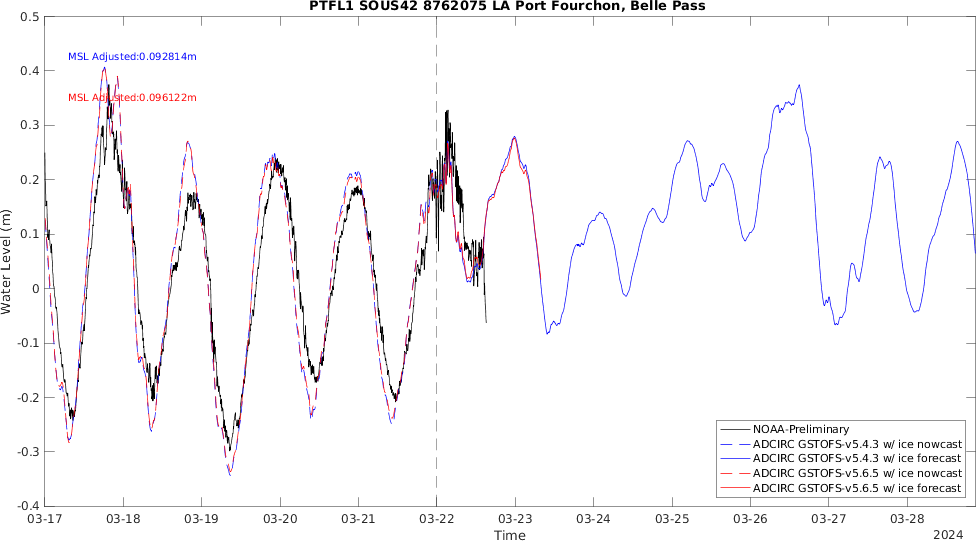 PTFL1 SOUS42 8762075 LA Port Fourchon, Belle Pass
0.5
0.4
0.3
0.2
0.1
0
-0.1
-0.2
-0.3
-0.4
Water Level (m)
MSL Adjusted:0.092814m
MSL Adjusted:0.096122m
NOAA-Preliminary
ADCIRC GSTOFS-v5.4.3 w/ ice nowcast
ADCIRC GSTOFS-v5.4.3 w/ ice forecast
ADCIRC GSTOFS-v5.6.5 w/ ice nowcast
ADCIRC GSTOFS-v5.6.5 w/ ice forecast
03-17 03-18 03-19 03-20 03-21 03-22 03-23 03-24 03-25 03-26 03-27 03-28
Time
2024